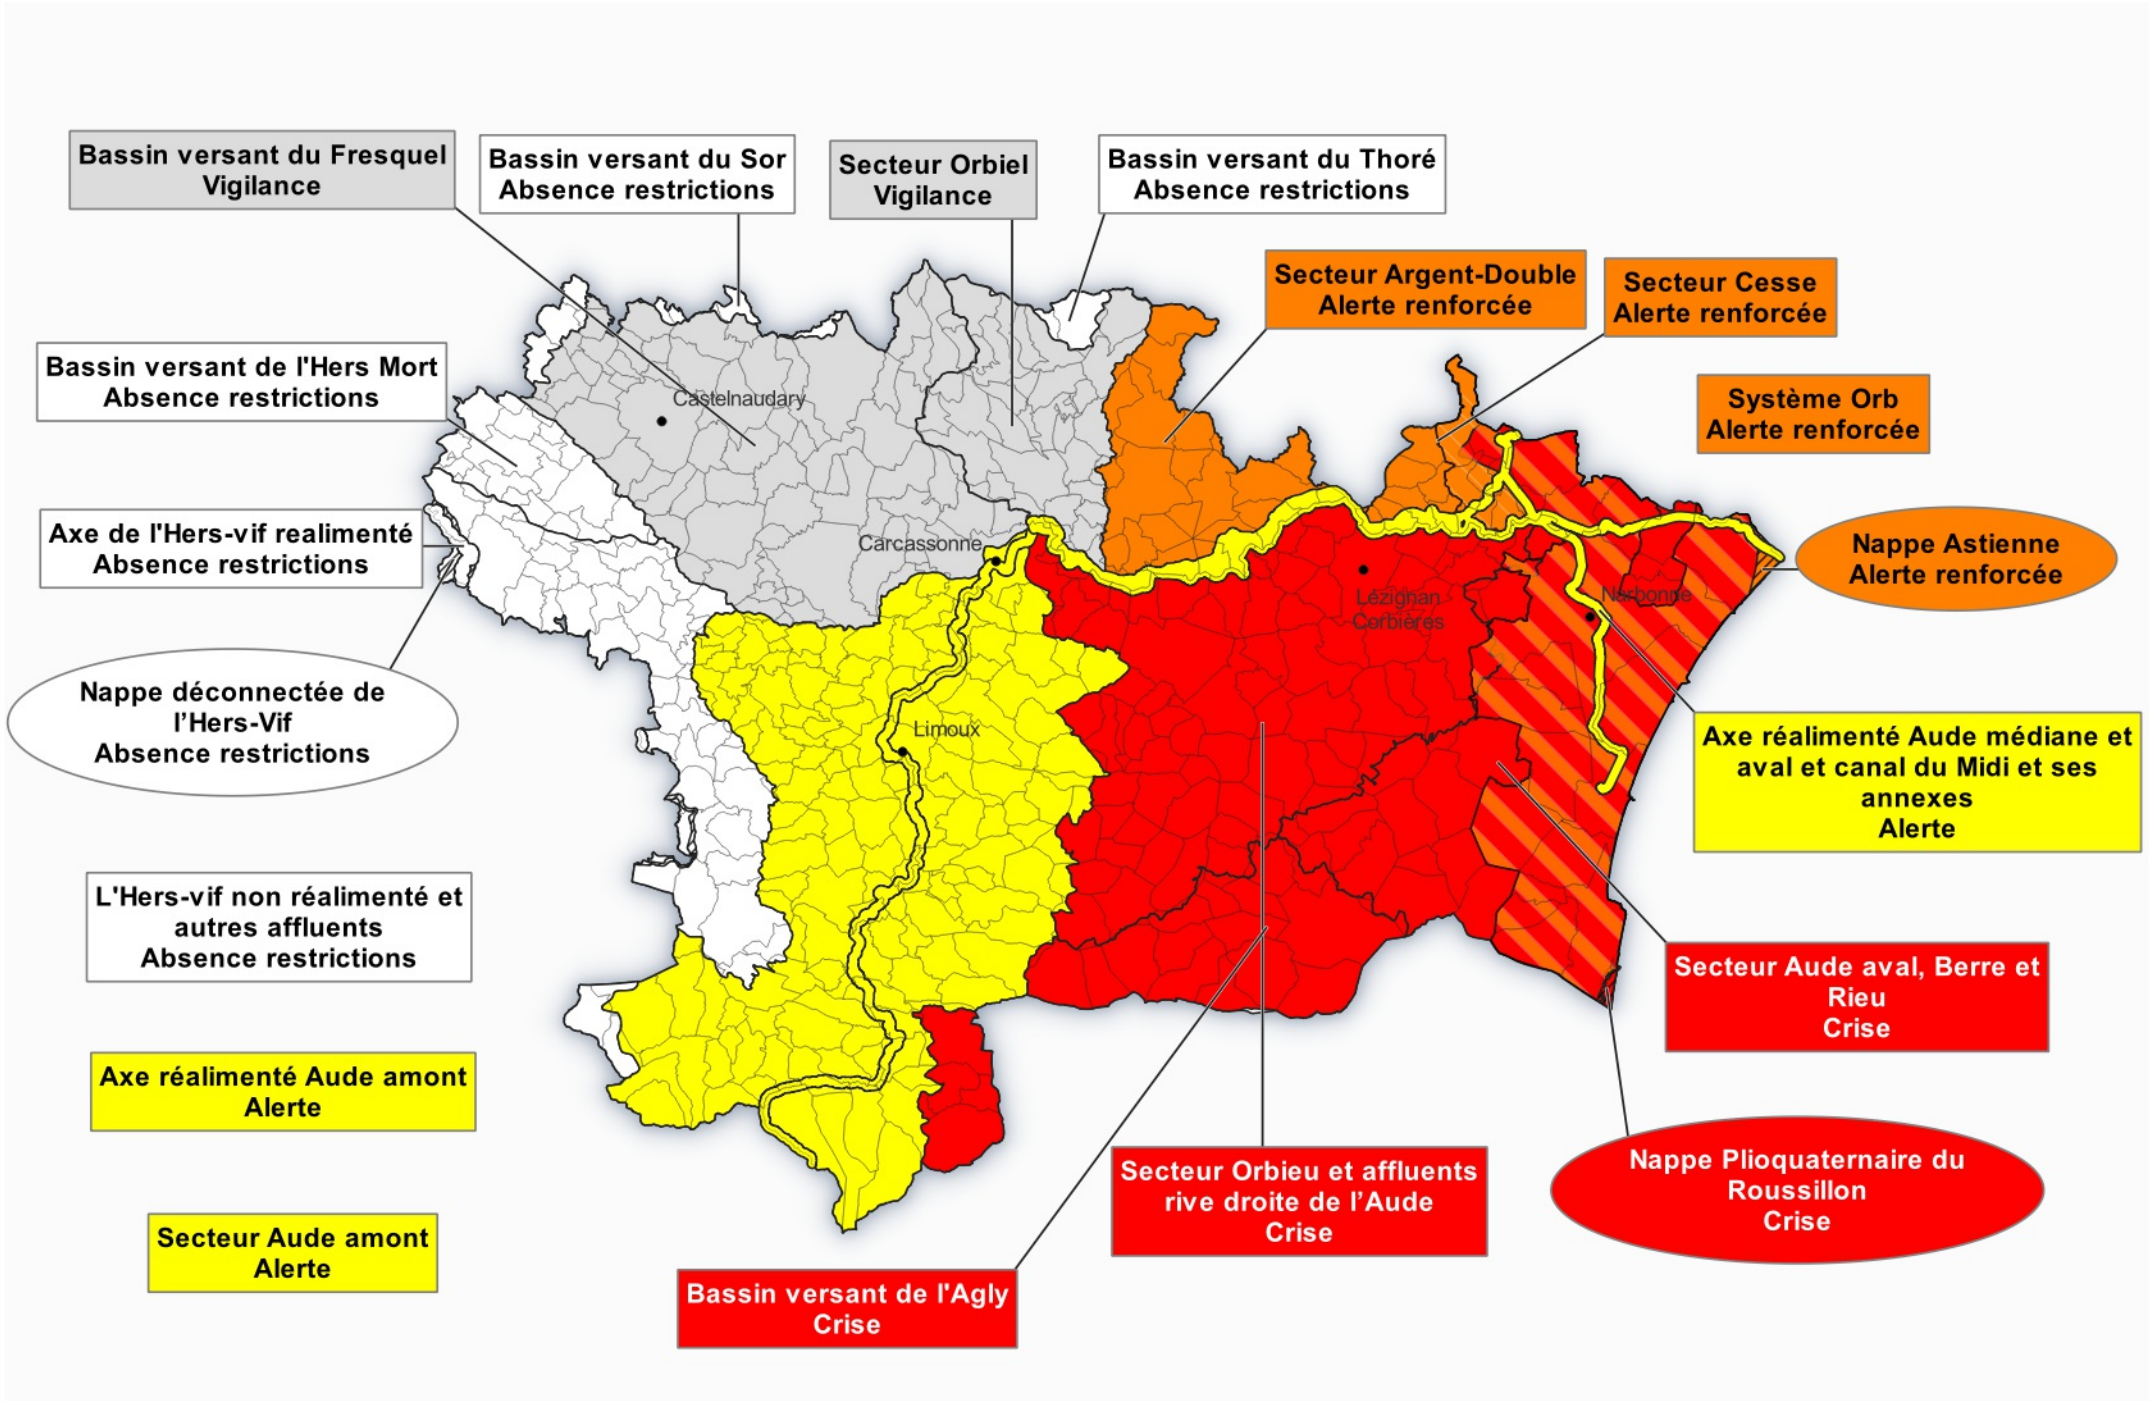 Bassin versant du Fresquel
Vigilance
Bassin versant du Sor
Absence restrictions
Secteur Orbiel
Vigilance
Bassin versant du Thoré
Absence restrictions
Secteur Argent-Double
Alerte renforcée
Secteur Cesse
Alerte renforcée
Bassin versant de l'Hers Mort
Absence restrictions
Système Orb
Alerte renforcée
Castelnaudary
Axe de l'Hers-vif realimenté
Absence restrictions
Carcassonne
Nappe Astienne
Alerte renforcée
Lézignan
Corbières
Narbonne
Nappe déconnectée de
l’Hers-Vif
Absence restrictions
Limoux
Axe réalimenté Aude médiane et
aval et canal du Midi et ses
annexes
Alerte
L'Hers-vif non réalimenté et
autres affluents
Absence restrictions
Secteur Aude aval, Berre et
Rieu
Crise
Axe réalimenté Aude amont
Alerte
Secteur Orbieu et affluents
rive droite de l’Aude
Crise
Nappe Plioquaternaire du
Roussillon
Crise
Secteur Aude amont
Alerte
Bassin versant de l'Agly
Crise